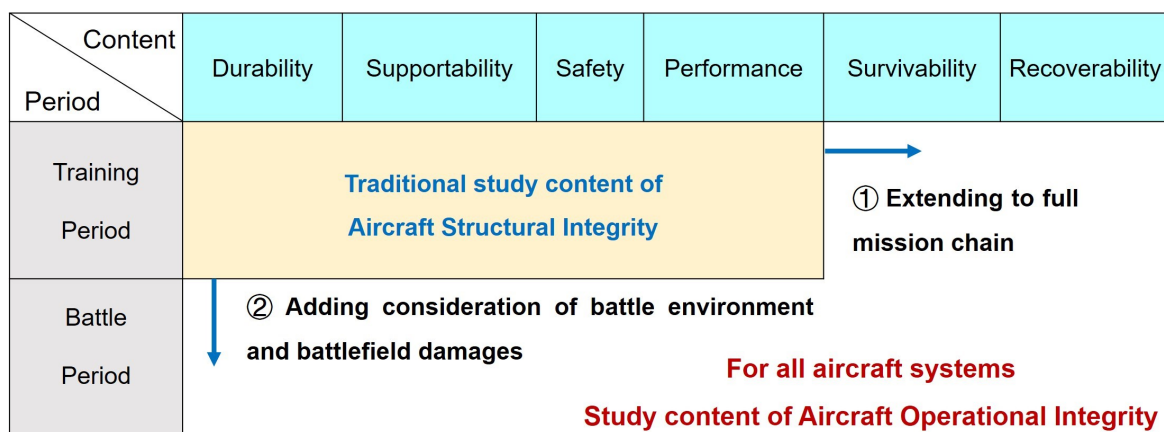 Content
Period
Durability
Supportability
Safety
Performance
Survivability
Recoverability
Training
Period
Traditional study content of
Aircraft Structural Integrity
① Extending to full
mission chain
Battle
Period
② Adding consideration of battle environment
and battlefield damages
For all aircraft systems
Study content of Aircraft Operational Integrity